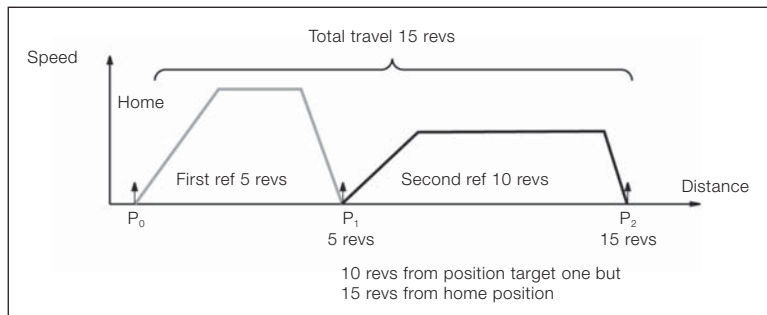 Total travel 15 revs
Speed
Home
First ref 5 revs
Second ref 10 revs
Distance
P₀
P₁
P₂
5 revs
15 revs
10 revs from position target one but
15 revs from home position